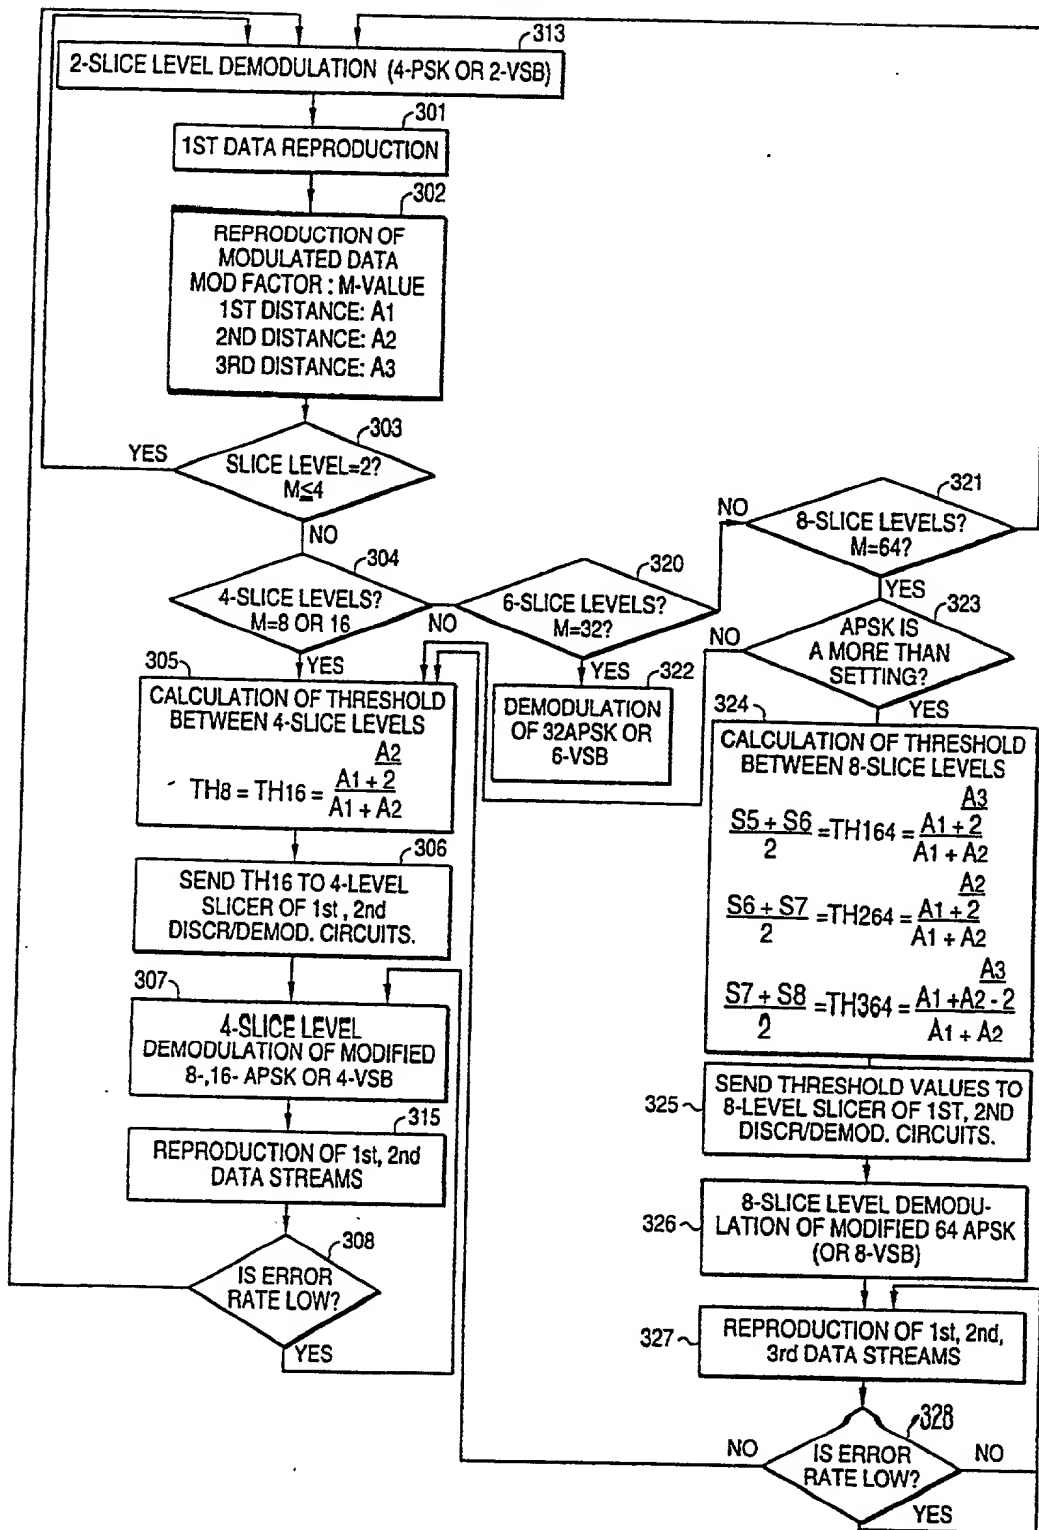 313
2-SLICE LEVEL DEMODULATION (4-PSK OR 2-VSB)
301
1ST DATA REPRODUCTION
302
REPRODUCTION OF
MODULATED DATA
MOD FACTOR : M-VALUE
1ST DISTANCE: A1
2ND DISTANCE: A2
3RD DISTANCE: A3
303
YES
SLICE LEVEL=2?
M≤4
NO
304
4-SLICE LEVELS?
M=8 OR 16
NO
YES
320
6-SLICE LEVELS?
M=32?
NO
YES
321
8-SLICE LEVELS?
M=64?
YES
322
DEMODULATION
OF 32APSK OR
6-VSB
323
NO
APSK IS
A MORE THAN
SETTING?
YES
305
CALCULATION OF THRESHOLD
BETWEEN 4-SLICE LEVELS
A2
TH8 = TH16 = A1 + 2
A1 + A2
306
SEND TH16 TO 4-LEVEL
SLICER OF 1st, 2nd
DISCR/DEMOD. CIRCUITS.
307
4-SLICE LEVEL
DEMODULATION OF MODIFIED
8-,16- APSK OR 4-VSB
315
REPRODUCTION OF 1st, 2nd
DATA STREAMS
308
IS ERROR
RATE LOW?
YES
324
CALCULATION OF THRESHOLD
BETWEEN 8-SLICE LEVELS
A3
S5 + S6 =TH164 = A1 + 2
2 A1 + A2
A2
S6 + S7 =TH264 = A1 + 2
2 A1 + A2
A3
S7 + S8 =TH364 = A1 +A2 - 2
2 A1 + A2
325
SEND THRESHOLD VALUES TO
8-LEVEL SLICER OF 1ST, 2ND
DISCR/DEMOD. CIRCUITS.
326
8-SLICE LEVEL DEMODU-
LATION OF MODIFIED 64 APSK
(OR 8-VSB)
327
REPRODUCTION OF 1st, 2nd,
3rd DATA STREAMS
328
NO
IS ERROR
RATE LOW?
NO
YES